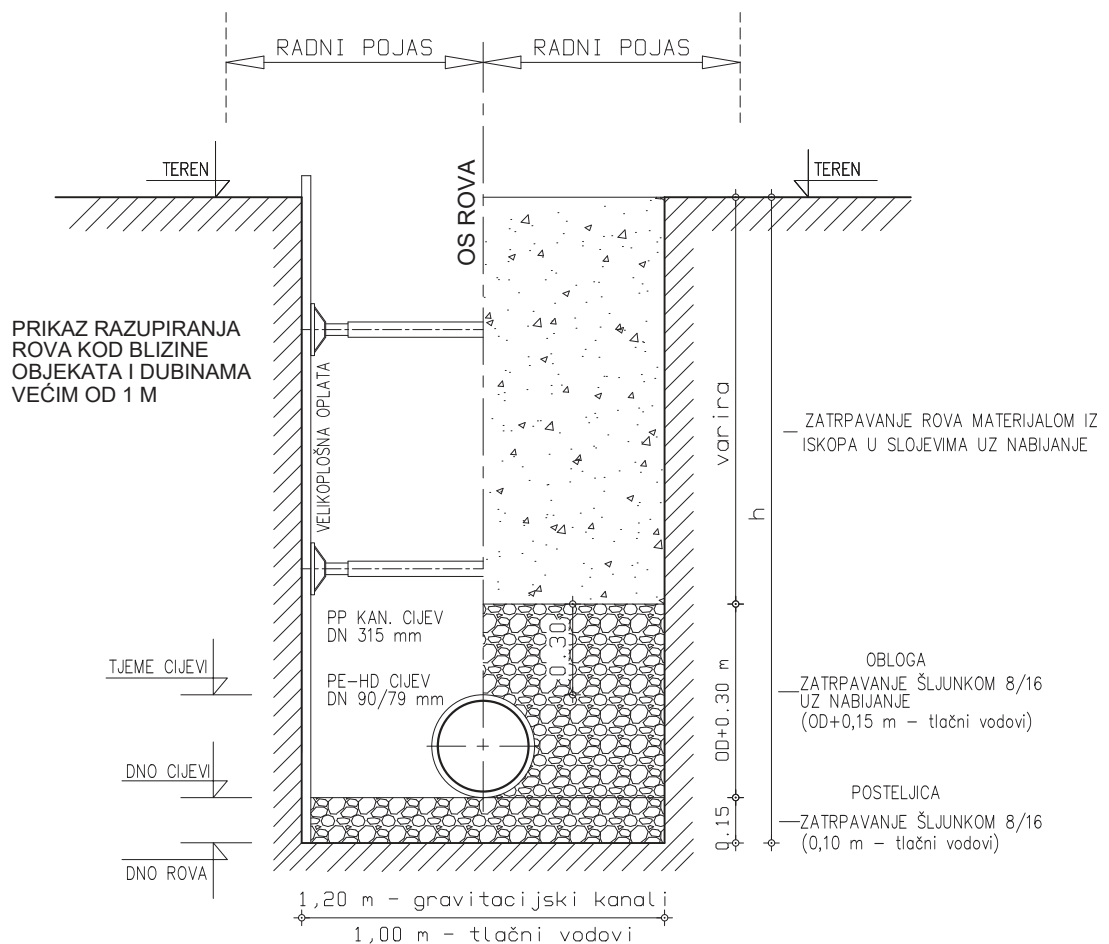 RADNI POJAS
RADNI POJAS
TEREN
TEREN
OS ROVA
PRIKAZ RAZUPIRANJA
ROVA KOD BLIZINE
OBJEKATA I DUBINAMA
VEĆIM OD 1 M
VELIKOPLOŠNA OPLATA
varira
h
ZATRPAVANJE ROVA MATERIJALOM IZ
ISKOPA U SLOJEVIMA UZ NABIJANJE
PP KAN. CIJEV
DN 315 mm
PE-HD CIJEV
DN 90/79 mm
0.30
TJEME CIJEVI
OD+0.30 m
OBLOGA
ZATRPAVANJE ŠLJUNKOM 8/16
UZ NABIJANJE
(OD+0,15 m - tlačni vodovi)
DNO CIJEVI
0.15
POSTELJICA
ZATRPAVANJE ŠLJUNKOM 8/16
(0,10 m - tlačni vodovi)
DNO ROVA
1,20 m - gravitacijski kanali
1,00 m - tlačni vodovi